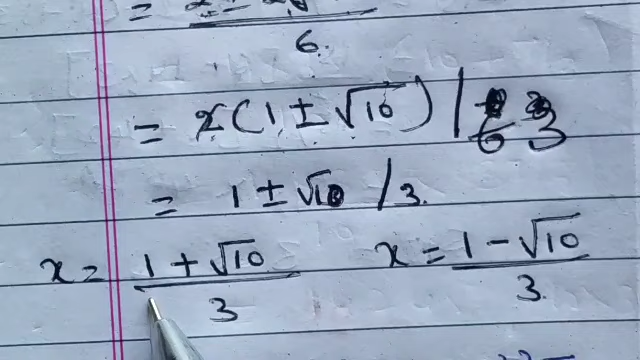 = 6
= 2(1 ± √10) / 6 3
= 1 ± √10 / 3
x = 1 + √10 / 3 x = 1 - √10 / 3